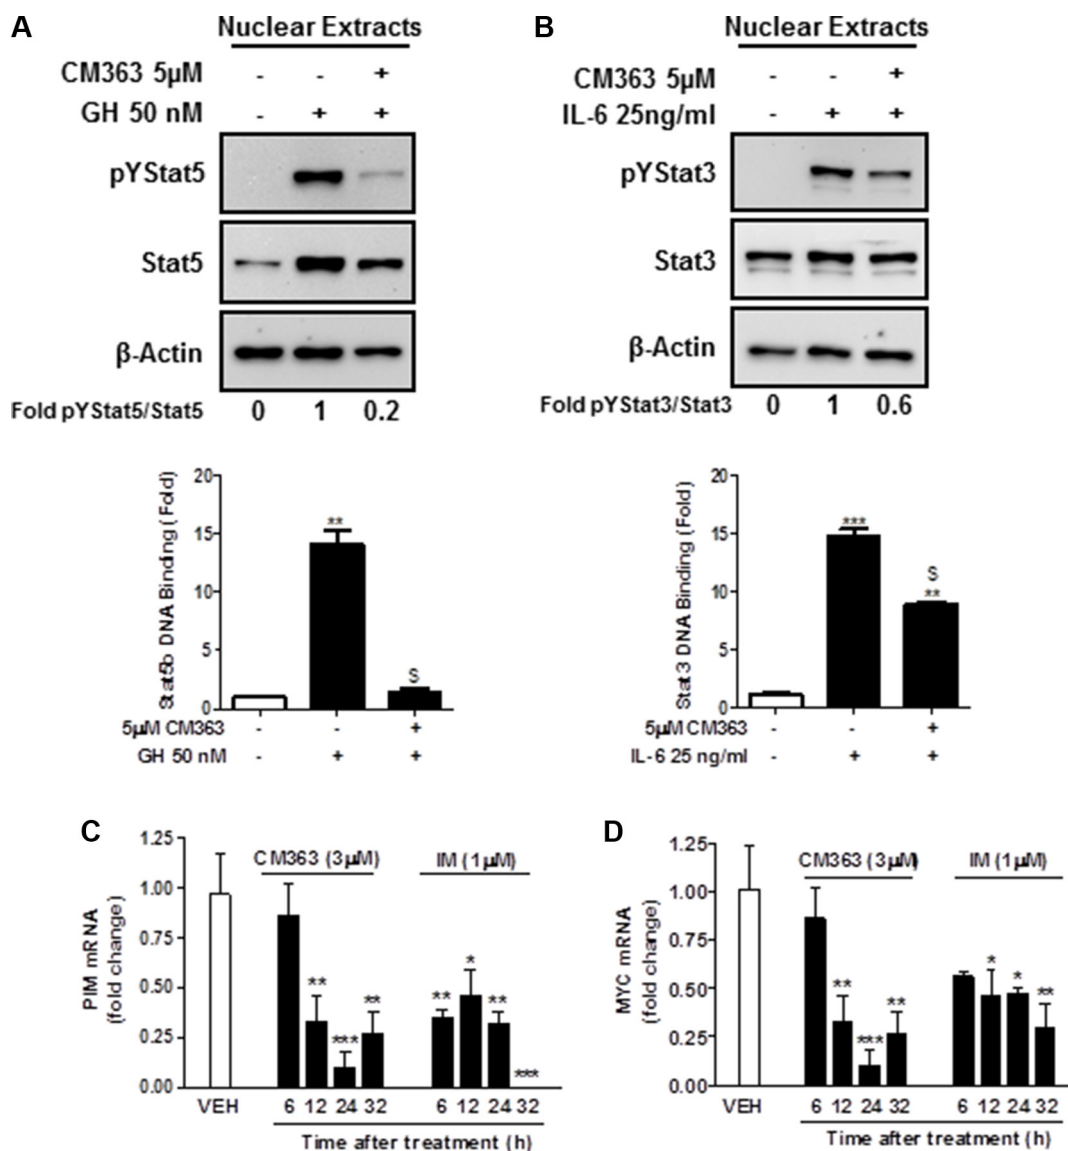 A
Nuclear Extracts
CM363 5µM - - +
GH 50 nM - + +
pYStat5
Stat5
β-Actin
Fold pYStat5/Stat5 0 1 0.2
Stat5b DNA Binding (Fold)
20
15
10
5
0
**
S
5µM CM363 - - +
GH 50 nM - + +
B
Nuclear Extracts
CM363 5µM - - +
IL-6 25ng/ml - + +
pYStat3
Stat3
β-Actin
Fold pYStat3/Stat3 0 1 0.6
Stat3 DNA Binding (Fold)
20
15
10
5
0
***
S
**
5µM CM363 - - +
IL-6 25 ng/ml - + +
C
PIM mRNA
(fold change)
1.25
1.00
0.75
0.50
0.25
0.00
CM363 (3µM) IM (1µM)
** *** ** ** * ** ***
VEH 6 12 24 32 6 12 24 32
Time after treatment (h)
D
MYC mRNA
(fold change)
1.25
1.00
0.75
0.50
0.25
0.00
CM363 (3µM) IM (1µM)
** *** ** * * **
VEH 6 12 24 32 6 12 24 32
Time after treatment (h)